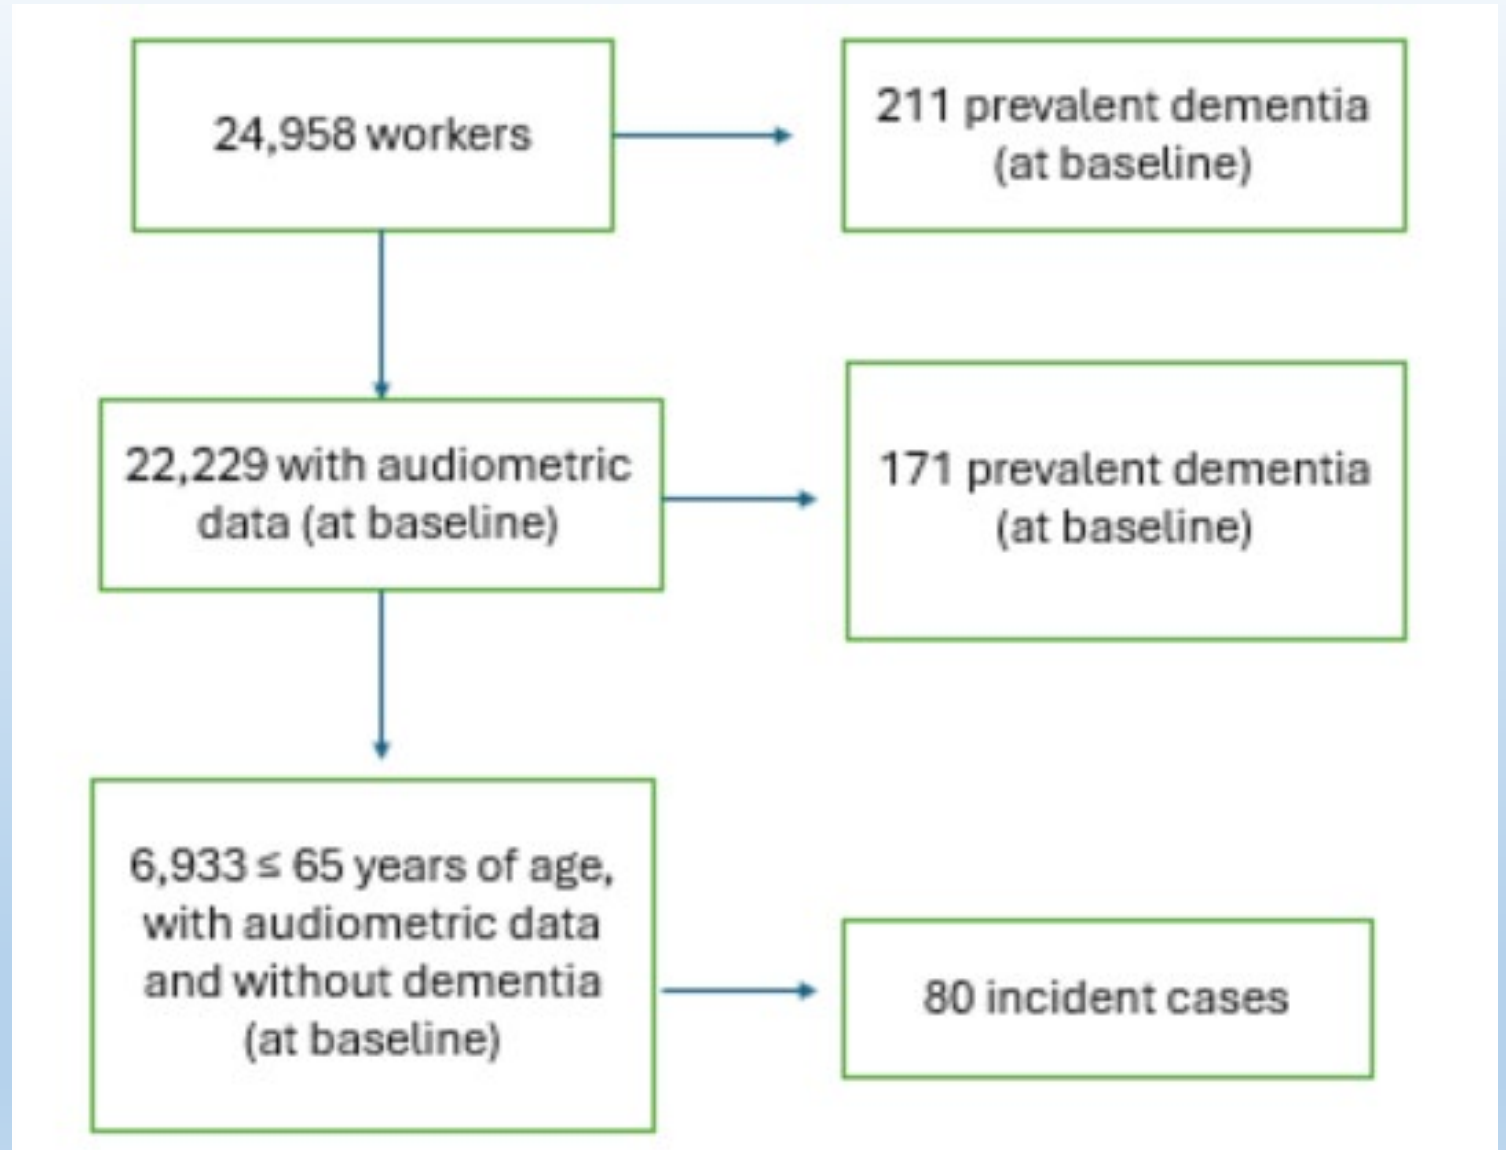 24,958 workers
211 prevalent dementia
(at baseline)
22,229 with audiometric
data (at baseline)
171 prevalent dementia
(at baseline)
6,933 ≤ 65 years of age,
with audiometric data
and without dementia
(at baseline)
80 incident cases